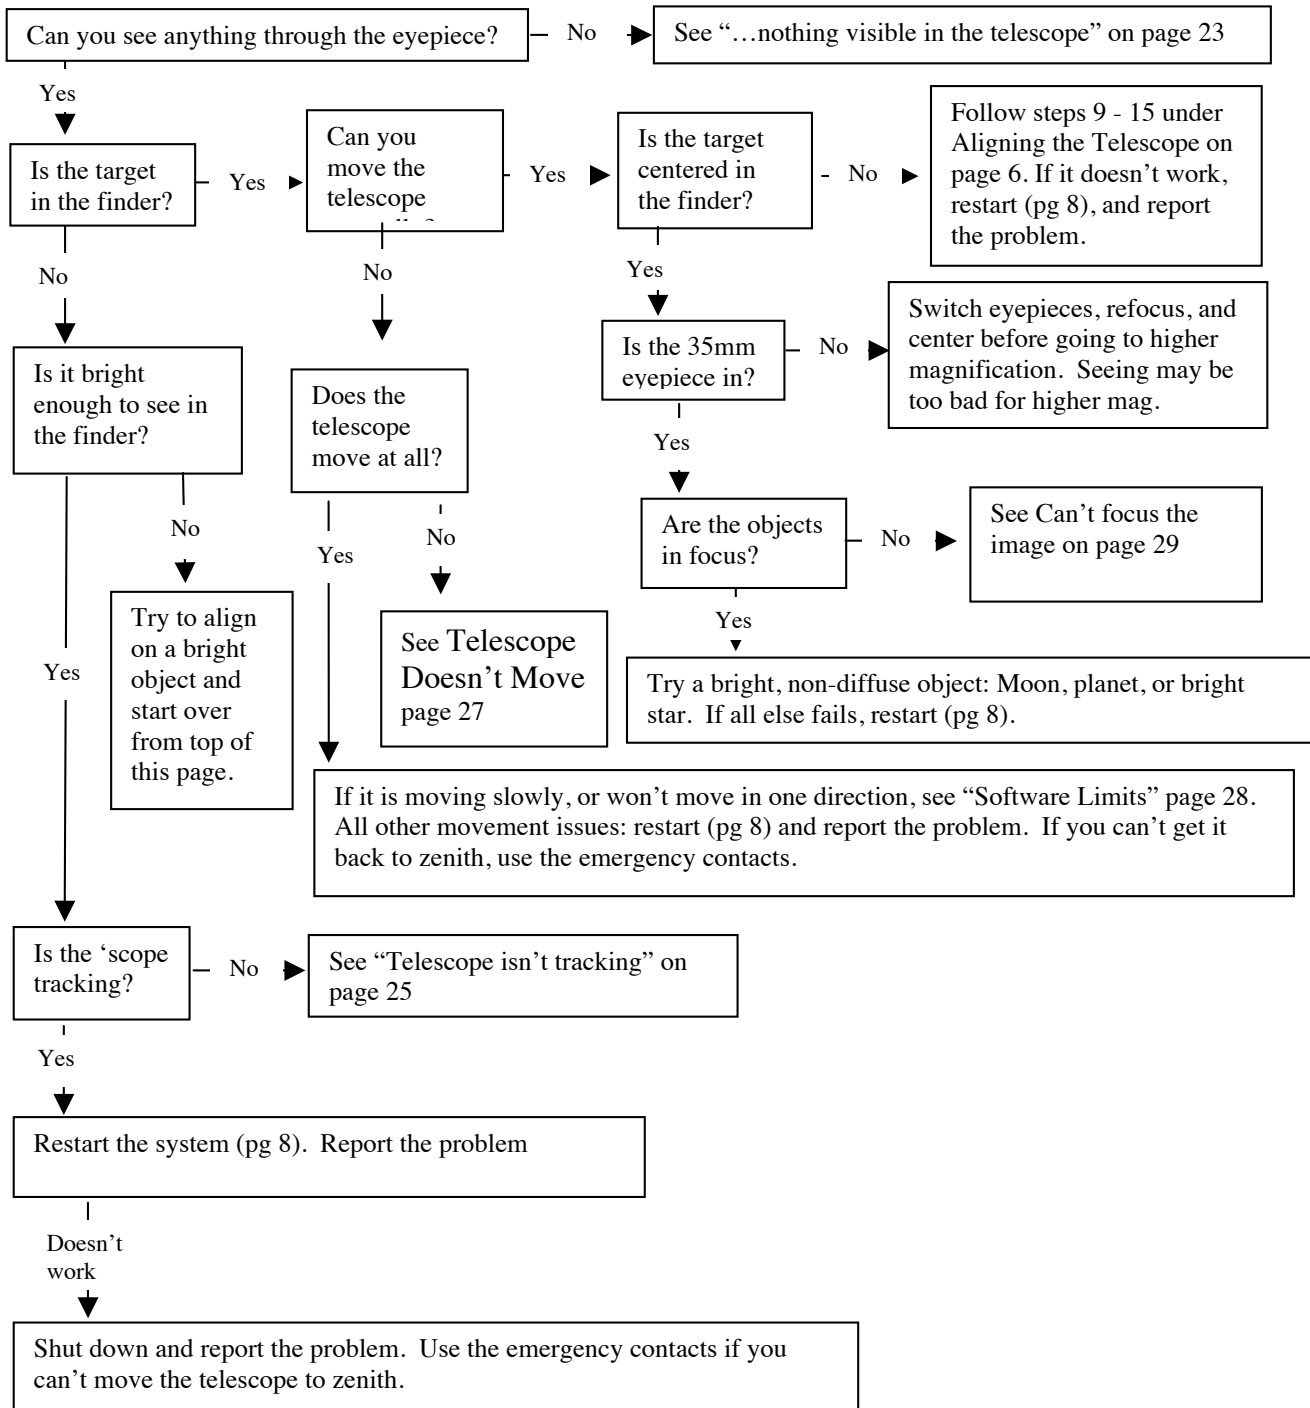 Can you see anything through the eyepiece?
No
See “…nothing visible in the telescope” on page 23
Yes
Is the target
in the finder?
Yes
Can you
move the
telescope
Yes
Is the target
centered in
the finder?
No
Follow steps 9 - 15 under
Aligning the Telescope on
page 6. If it doesn’t work,
restart (pg 8), and report
the problem.
No
No
Yes
Is it bright
enough to see in
the finder?
Does the
telescope
move at all?
Is the 35mm
eyepiece in?
No
Switch eyepieces, refocus, and
center before going to higher
magnification.  Seeing may be
too bad for higher mag.
Yes
No
Yes
No
Are the objects
in focus?
No
See Can’t focus the
image on page 29
Yes
Try to align
on a bright
object and
start over
from top of
this page.
See Telescope
Doesn’t Move
page 27
Yes
Try a bright, non-diffuse object: Moon, planet, or bright
star.  If all else fails, restart (pg 8).
If it is moving slowly, or won’t move in one direction, see “Software Limits” page 28.
All other movement issues: restart (pg 8) and report the problem.  If you can’t get it
back to zenith, use the emergency contacts.
Is the ‘scope
tracking?
No
See “Telescope isn’t tracking” on
page 25
Yes
Restart the system (pg 8).  Report the problem
Doesn’t
work
Shut down and report the problem.  Use the emergency contacts if you
can’t move the telescope to zenith.